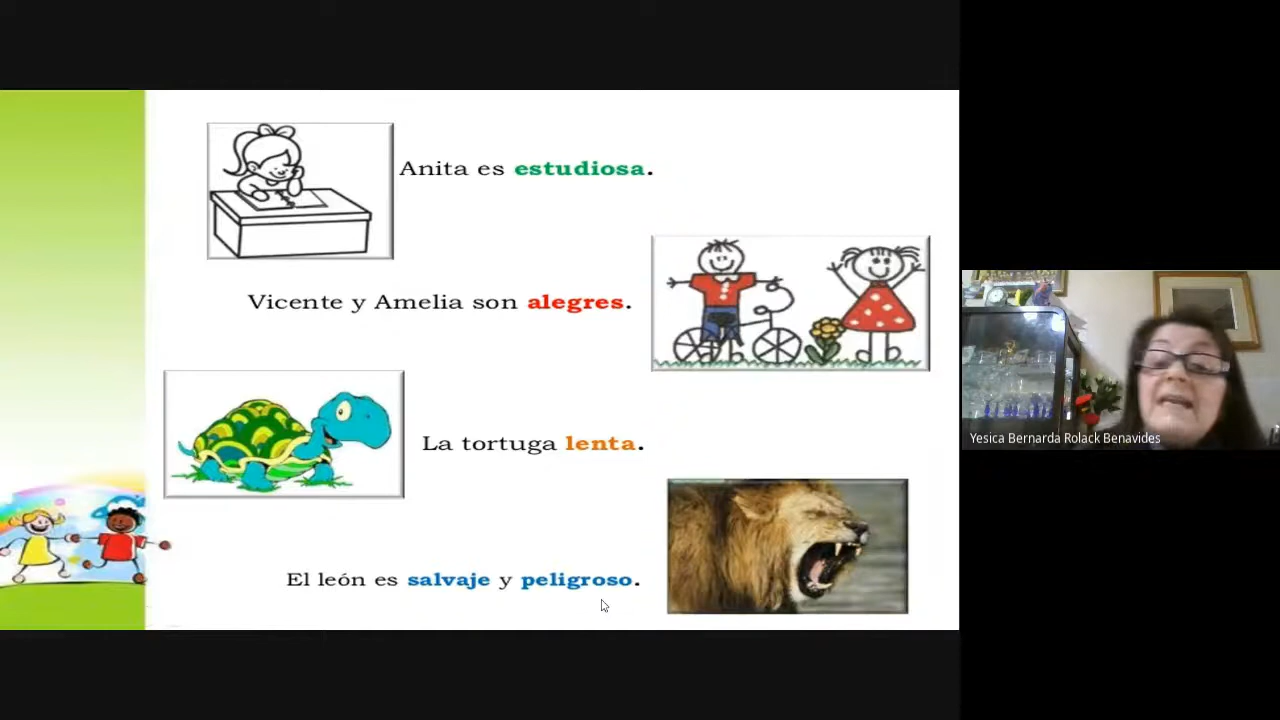 Anita es estudiosa.
Vicente y Amelia son alegres.
La tortuga lenta.
El león es salvaje y peligroso.
Yesica Bernarda Rolack Benavides